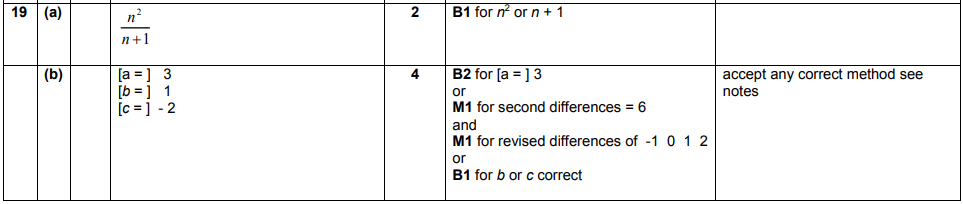 19 (a) n² 2 B1 for n² or n + 1
n+1
(b) [a = ] 3 4 B2 for [a = ] 3 accept any correct method see
[b = ] 1 or notes
[c = ] - 2 M1 for second differences = 6
and
M1 for revised differences of -1 0 1 2
or
B1 for b or c correct